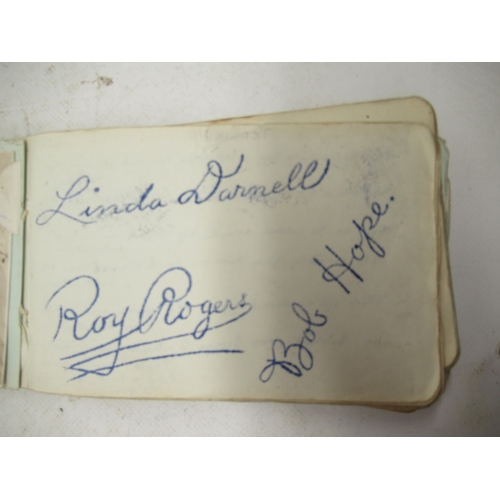 Linda Darnell
Roy Rogers
Bob Hope.